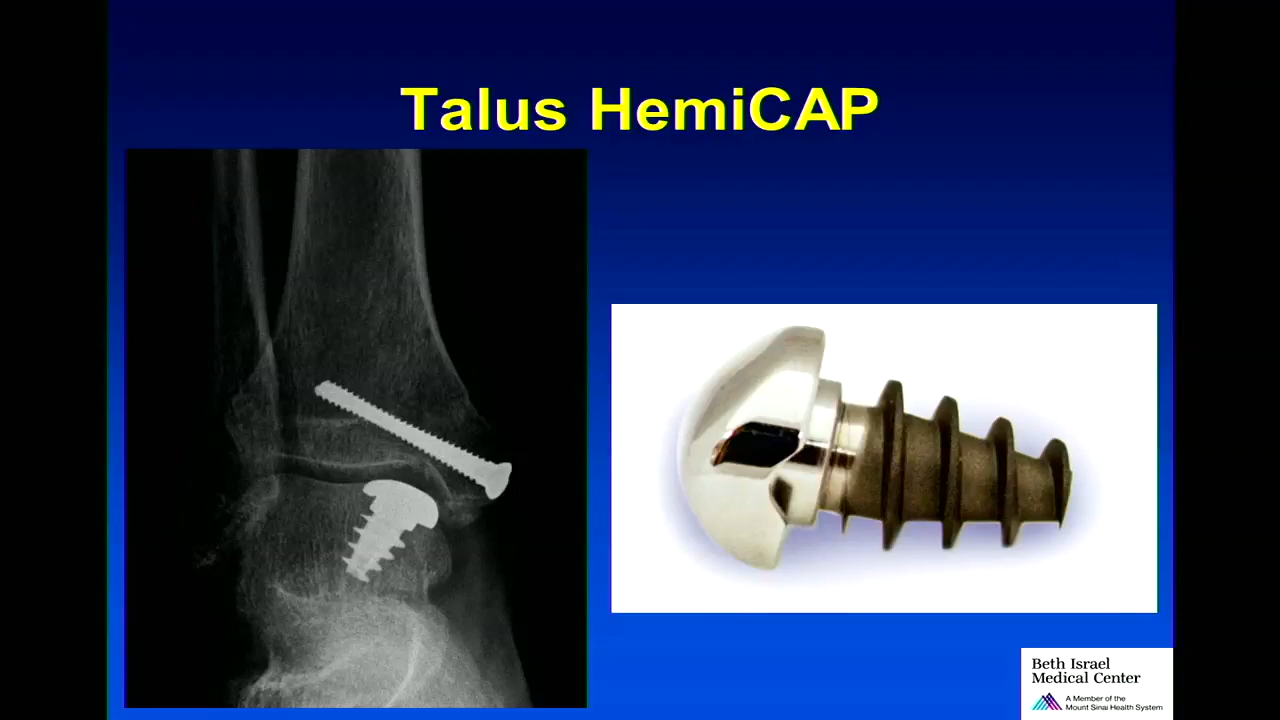 Talus HemiCAP
Beth Israel
Medical Center
A Member of the
Mount Sinai Health System